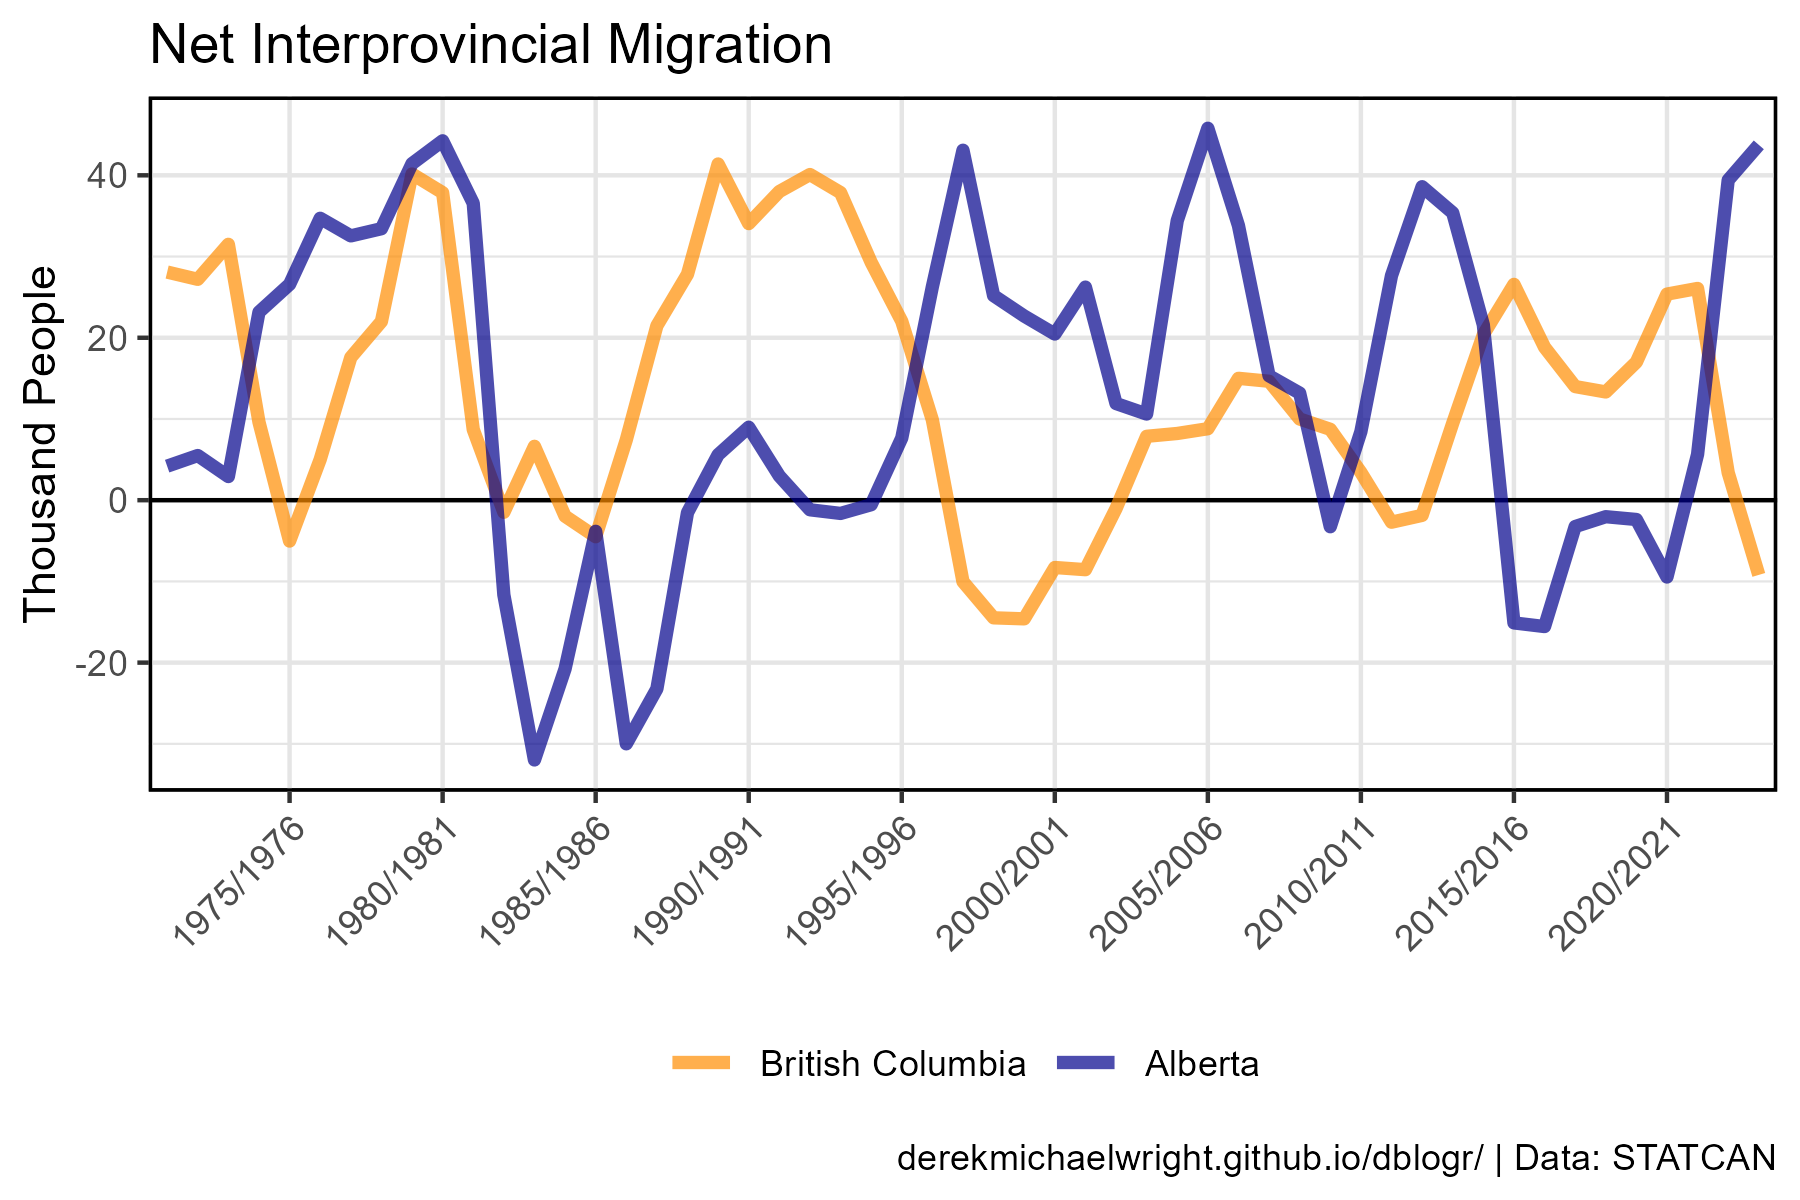 Net Interprovincial Migration
Thousand People
40
20
0
-20
1975/1976
1980/1981
1985/1986
1990/1991
1995/1996
2000/2001
2005/2006
2010/2011
2015/2016
2020/2021
British Columbia
Alberta
derekmichaelwright.github.io/dblogr/ | Data: STATCAN